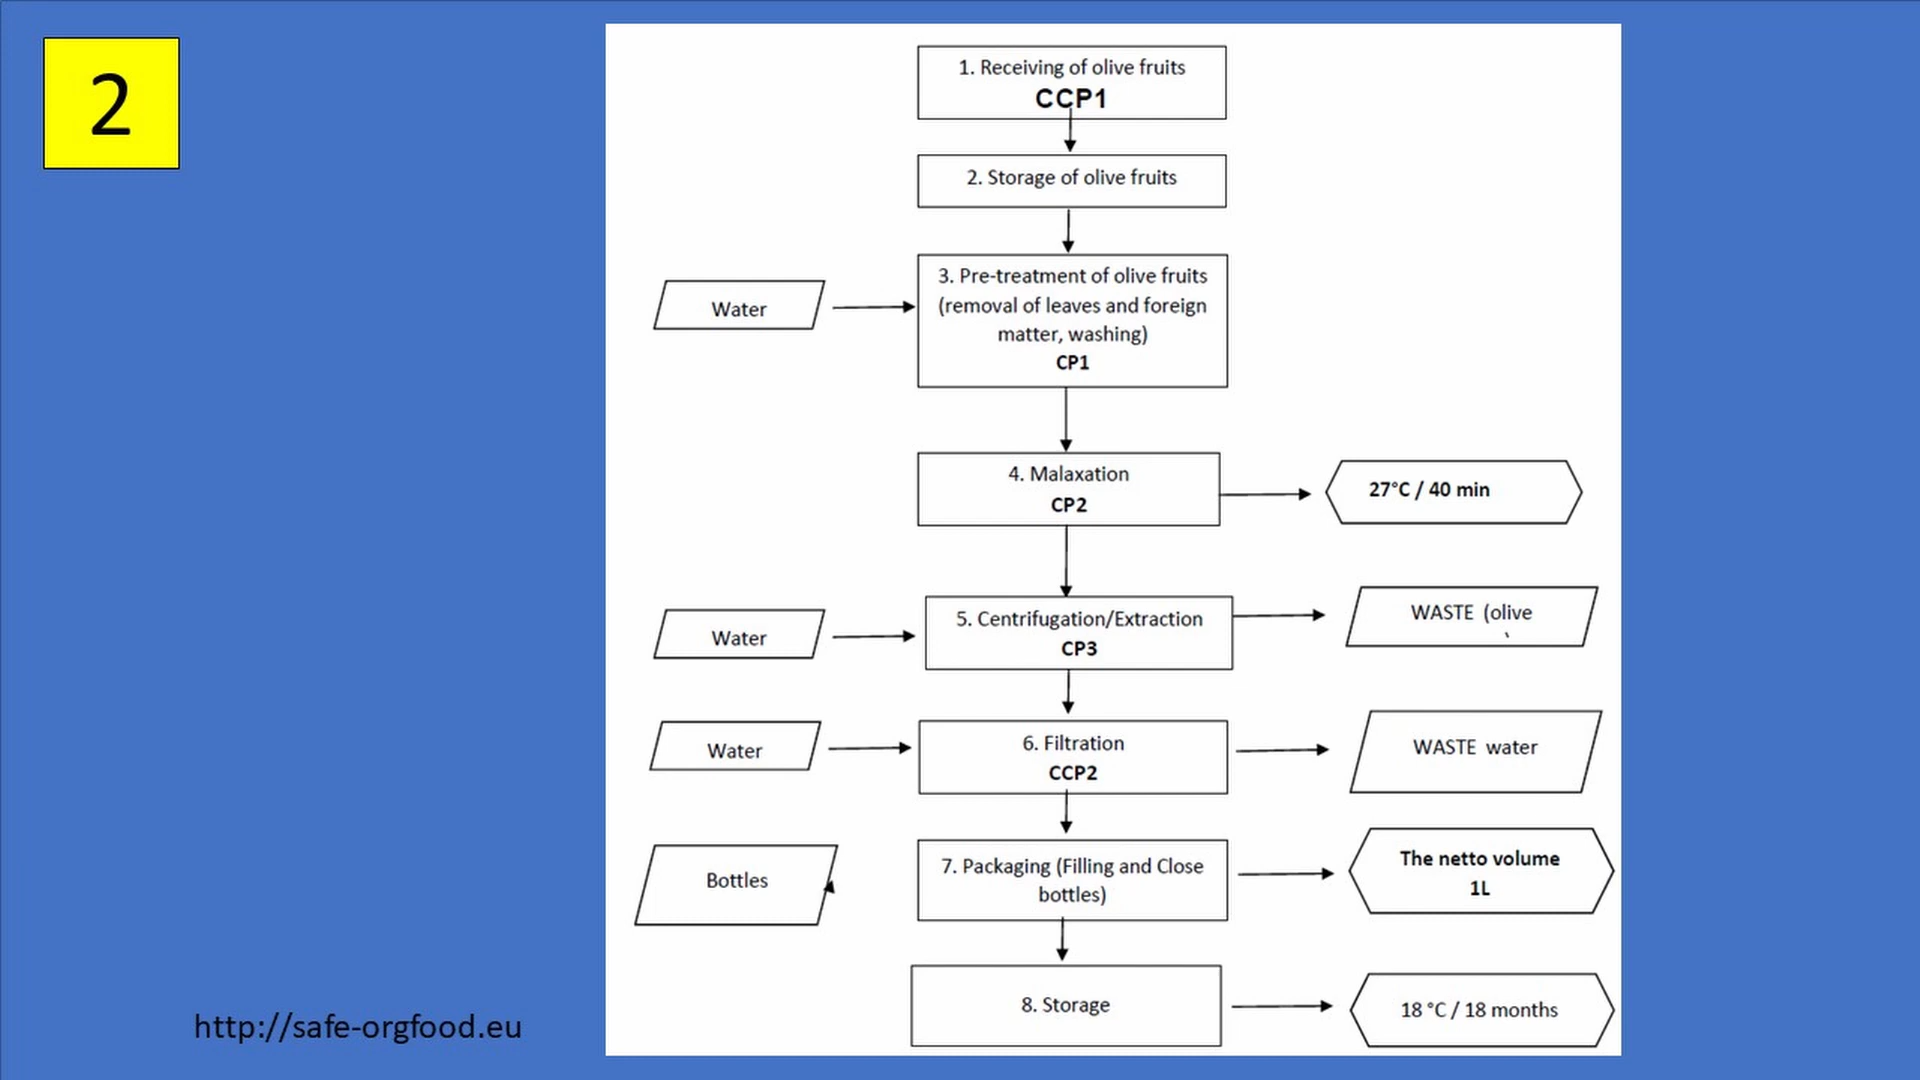 2
1. Receiving of olive fruits
CCP1
2. Storage of olive fruits
3. Pre-treatment of olive fruits
(removal of leaves and foreign
matter, washing)
CP1
Water
4. Malaxation
CP2
27°C / 40 min
Water
5. Centrifugation/Extraction
CP3
WASTE (olive
Water
6. Filtration
CCP2
WASTE water
Bottles
7. Packaging (Filling and Close
bottles)
The netto volume
1L
8. Storage
18 °C / 18 months
http://safe-orgfood.eu